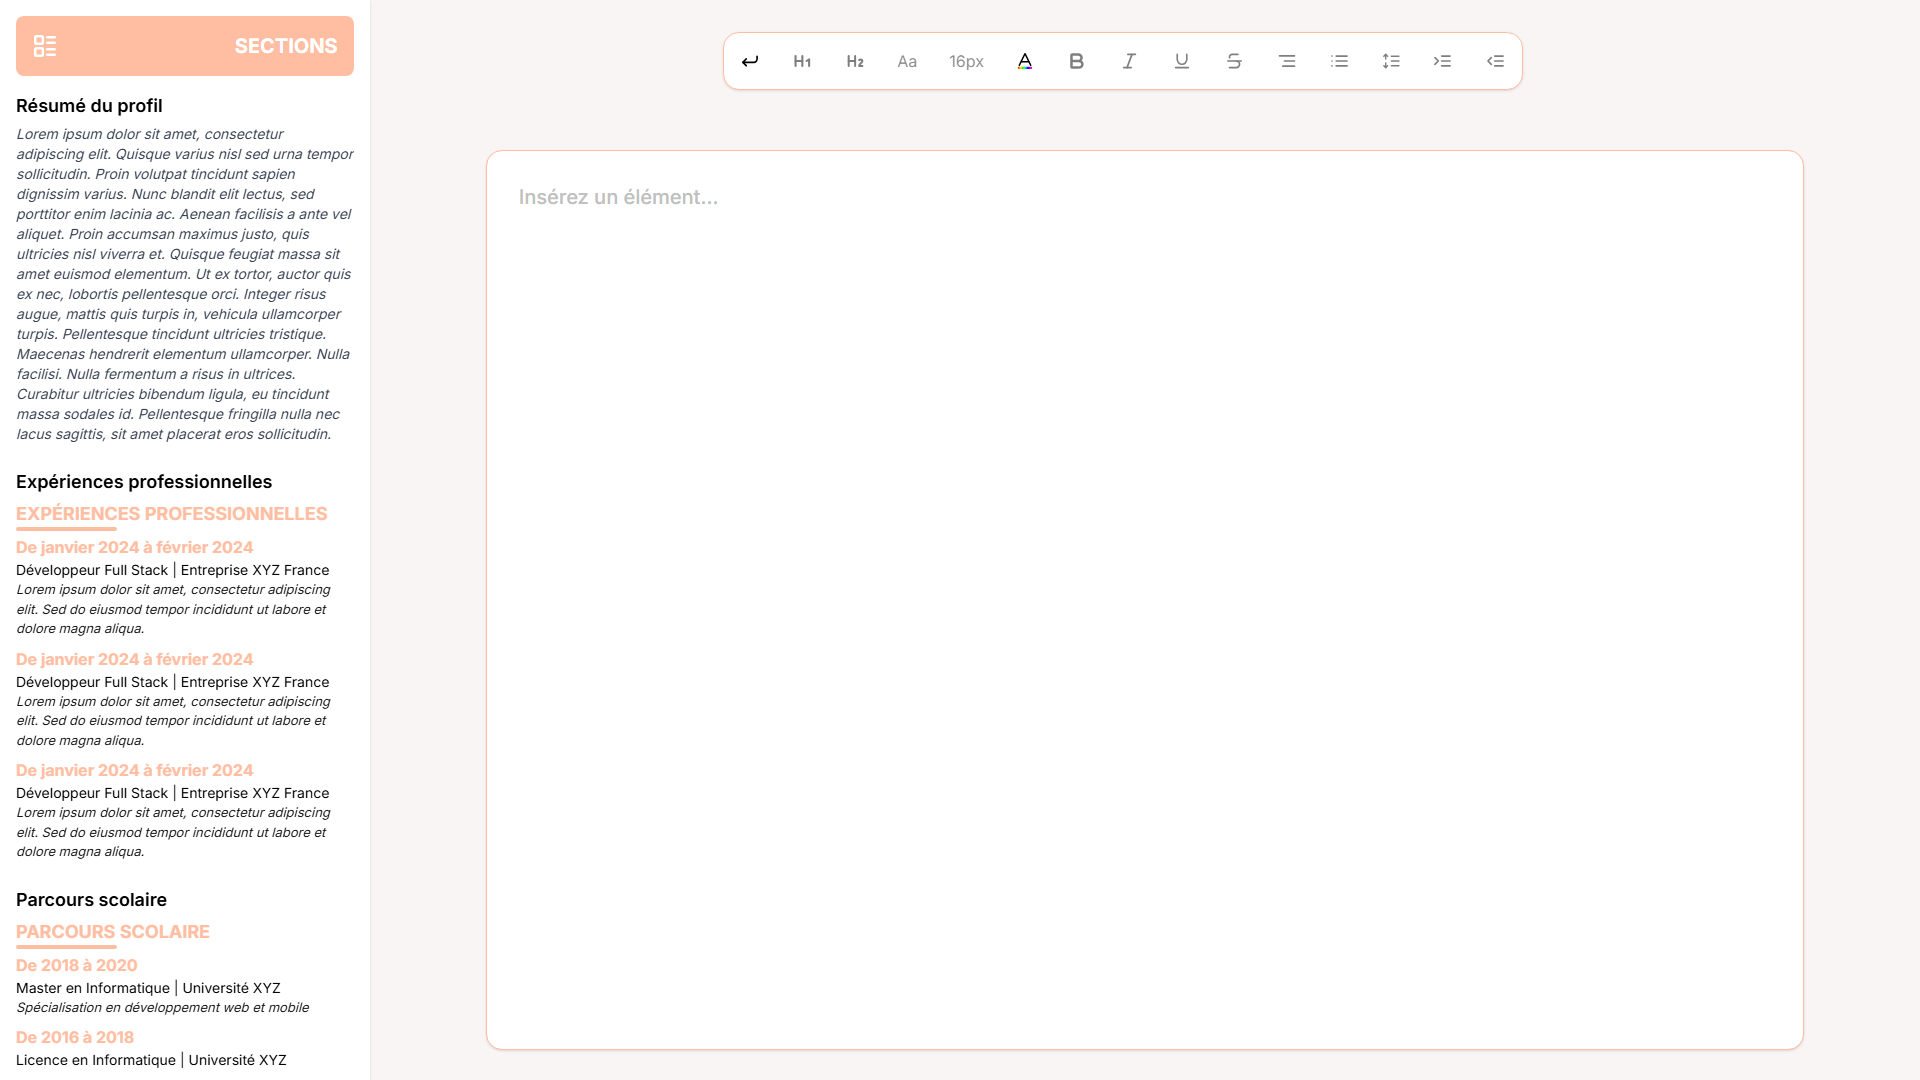 SECTIONS
Résumé du profil
Lorem ipsum dolor sit amet, consectetur
adipiscing elit. Quisque varius nisl sed urna tempor
sollicitudin. Proin volutpat tincidunt sapien
dignissim varius. Nunc blandit elit lectus, sed
porttitor enim lacinia ac. Aenean facilisis a ante vel
aliquet. Proin accumsan maximus justo, quis
ultricies nisl viverra et. Quisque feugiat massa sit
amet euismod elementum. Ut ex tortor, auctor quis
ex nec, lobortis pellentesque orci. Integer risus
augue, mattis quis turpis in, vehicula ullamcorper
turpis. Pellentesque tincidunt ultricies tristique.
Maecenas hendrerit elementum ullamcorper. Nulla
facilisi. Nulla fermentum a risus in ultrices.
Curabitur ultricies bibendum ligula, eu tincidunt
massa sodales id. Pellentesque fringilla nulla nec
lacus sagittis, sit amet placerat eros sollicitudin.
Expériences professionnelles
EXPÉRIENCES PROFESSIONNELLES
De janvier 2024 à février 2024
Développeur Full Stack | Entreprise XYZ France
Lorem ipsum dolor sit amet, consectetur adipiscing
elit. Sed do eiusmod tempor incididunt ut labore et
dolore magna aliqua.
De janvier 2024 à février 2024
Développeur Full Stack | Entreprise XYZ France
Lorem ipsum dolor sit amet, consectetur adipiscing
elit. Sed do eiusmod tempor incididunt ut labore et
dolore magna aliqua.
De janvier 2024 à février 2024
Développeur Full Stack | Entreprise XYZ France
Lorem ipsum dolor sit amet, consectetur adipiscing
elit. Sed do eiusmod tempor incididunt ut labore et
dolore magna aliqua.
Parcours scolaire
PARCOURS SCOLAIRE
De 2018 à 2020
Master en Informatique | Université XYZ
Spécialisation en développement web et mobile
De 2016 à 2018
Licence en Informatique | Université XYZ
H1 H2 Aa 16px A B I U S
Insérez un élément...